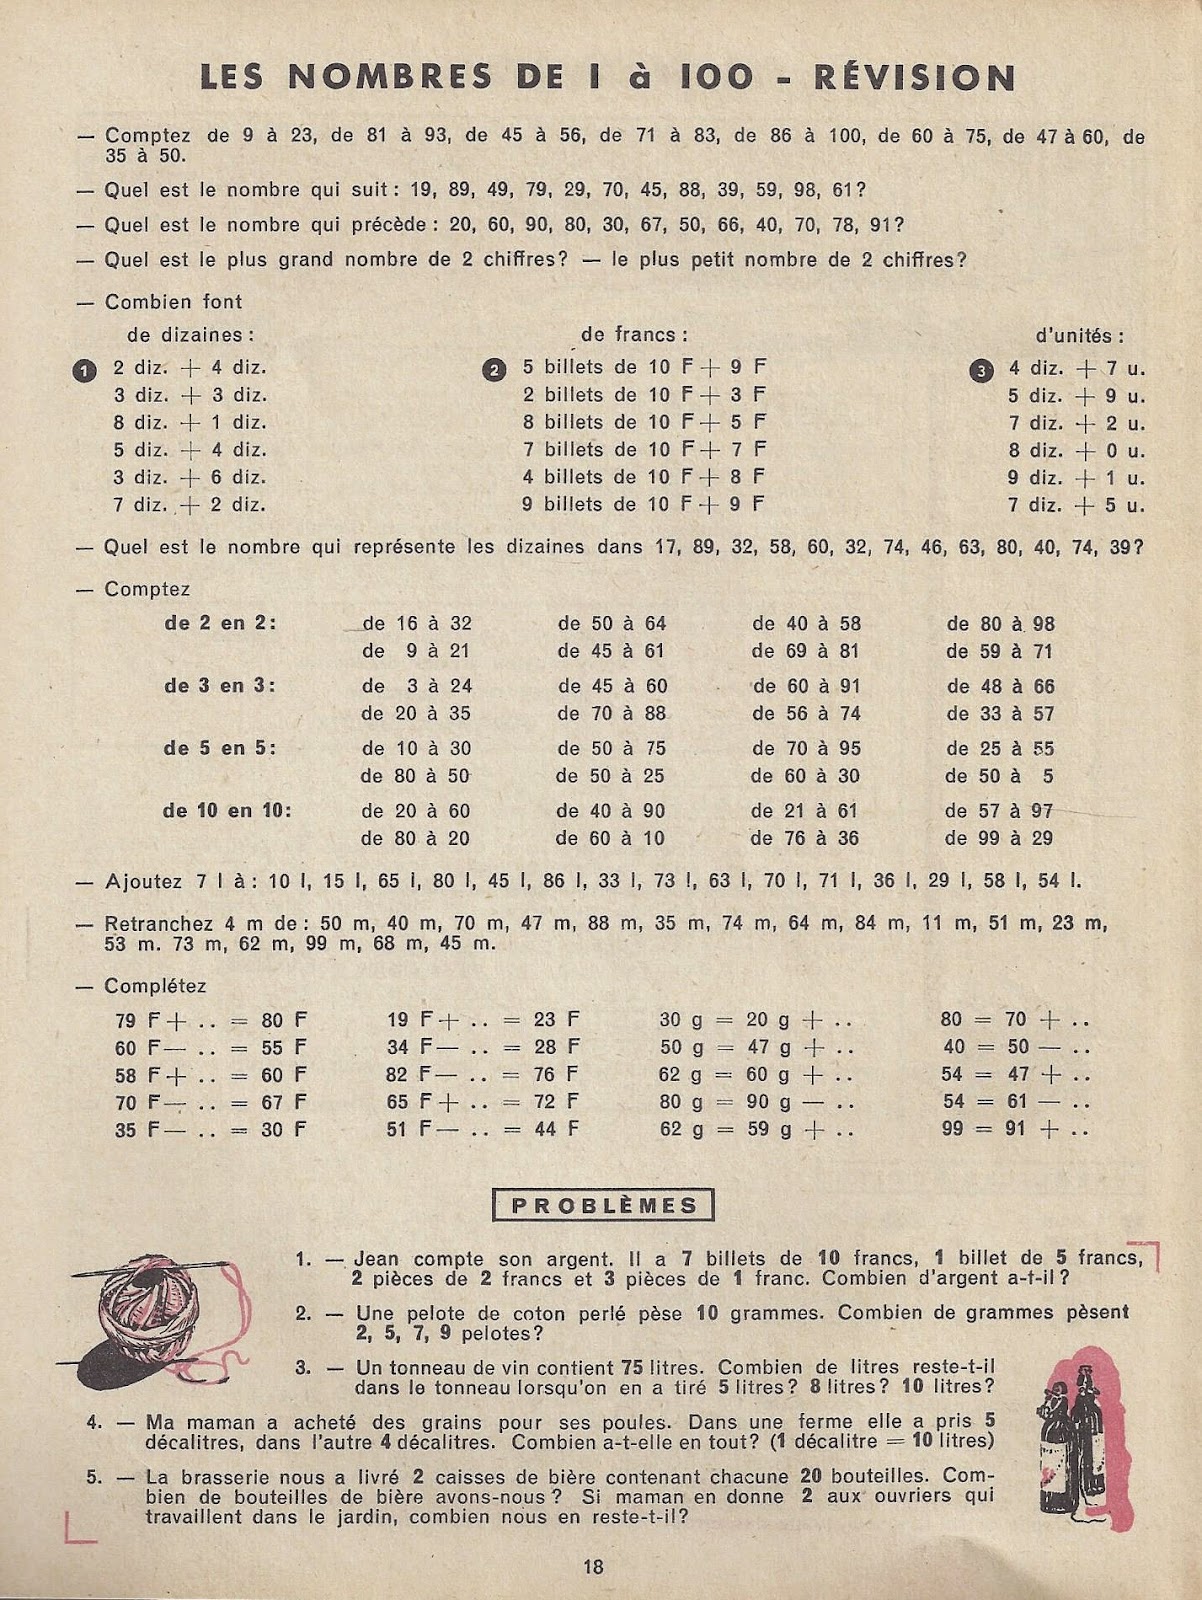 LES NOMBRES DE 1 à 100 - RÉVISION
— Comptez de 9 à 23, de 81 à 93, de 45 à 56, de 71 à 83, de 86 à 100, de 60 à 75, de 47 à 60, de
35 à 50.
— Quel est le nombre qui suit : 19, 89, 49, 79, 29, 70, 45, 88, 39, 59, 98, 61 ?
— Quel est le nombre qui précède : 20, 60, 90, 80, 30, 67, 50, 66, 40, 70, 78, 91 ?
— Quel est le plus grand nombre de 2 chiffres ? — le plus petit nombre de 2 chiffres ?
— Combien font
de dizaines : de francs : d'unités :
1 2 diz. + 4 diz. 2 5 billets de 10 F + 9 F 3 4 diz. + 7 u.
3 diz. + 3 diz. 2 billets de 10 F + 3 F 5 diz. + 9 u.
8 diz. + 1 diz. 8 billets de 10 F + 5 F 7 diz. + 2 u.
5 diz. + 4 diz. 7 billets de 10 F + 7 F 8 diz. + 0 u.
3 diz. + 6 diz. 4 billets de 10 F + 8 F 9 diz. + 1 u.
7 diz. + 2 diz. 9 billets de 10 F + 9 F 7 diz. + 5 u.
— Quel est le nombre qui représente les dizaines dans 17, 89, 32, 58, 60, 32, 74, 46, 63, 80, 40, 74, 39 ?
— Comptez
de 2 en 2 : de 16 à 32 de 50 à 64 de 40 à 58 de 80 à 98
de 9 à 21 de 45 à 61 de 69 à 81 de 59 à 71
de 3 en 3 : de 3 à 24 de 45 à 60 de 60 à 91 de 48 à 66
de 20 à 35 de 70 à 88 de 56 à 74 de 33 à 57
de 5 en 5 : de 10 à 30 de 50 à 75 de 70 à 95 de 25 à 55
de 80 à 50 de 50 à 25 de 60 à 30 de 50 à 5
de 10 en 10 : de 20 à 60 de 40 à 90 de 21 à 61 de 57 à 97
de 80 à 20 de 60 à 10 de 76 à 36 de 99 à 29
— Ajoutez 7 l à : 10 l, 15 l, 65 l, 80 l, 45 l, 86 l, 33 l, 73 l, 63 l, 70 l, 71 l, 36 l, 29 l, 58 l, 54 l.
— Retranchez 4 m de : 50 m, 40 m, 70 m, 47 m, 88 m, 35 m, 74 m, 64 m, 84 m, 11 m, 51 m, 23 m,
53 m. 73 m, 62 m, 99 m, 68 m, 45 m.
— Complétez
79 F + .. = 80 F 19 F + .. = 23 F 30 g = 20 g + .. 80 = 70 + ..
60 F — .. = 55 F 34 F — .. = 28 F 50 g = 47 g + .. 40 = 50 — ..
58 F + .. = 60 F 82 F — .. = 76 F 62 g = 60 g + .. 54 = 47 + ..
70 F — .. = 67 F 65 F + .. = 72 F 80 g = 90 g — .. 54 = 61 — ..
35 F — .. = 30 F 51 F — .. = 44 F 62 g = 59 g + .. 99 = 91 + ..
PROBLÈMES
1. — Jean compte son argent. Il a 7 billets de 10 francs, 1 billet de 5 francs,
2 pièces de 2 francs et 3 pièces de 1 franc. Combien d'argent a-t-il ?
2. — Une pelote de coton perlé pèse 10 grammes. Combien de grammes pèsent
2, 5, 7, 9 pelotes ?
3. — Un tonneau de vin contient 75 litres. Combien de litres reste-t-il
dans le tonneau lorsqu'on en a tiré 5 litres ? 8 litres ? 10 litres ?
4. — Ma maman a acheté des grains pour ses poules. Dans une ferme elle a pris 5
décalitres, dans l'autre 4 décalitres. Combien a-t-elle en tout ? (1 décalitre = 10 litres)
5. — La brasserie nous a livré 2 caisses de bière contenant chacune 20 bouteilles. Com-
bien de bouteilles de bière avons-nous ? Si maman en donne 2 aux ouvriers qui
travaillent dans le jardin, combien nous en reste-t-il ?
18